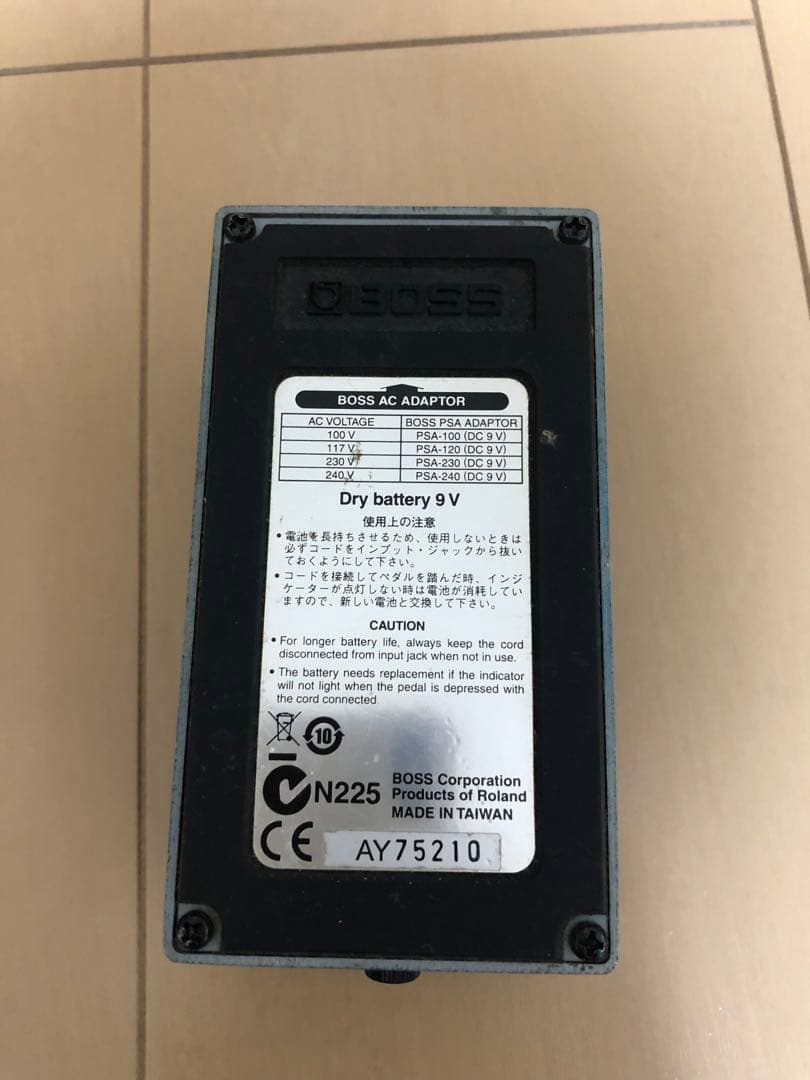 BOSS
BOSS AC ADAPTOR
AC VOLTAGE BOSS PSA ADAPTOR
100 V PSA-100 (DC 9 V)
117 V PSA-120 (DC 9 V)
230 V PSA-230 (DC 9 V)
240 V PSA-240 (DC 9 V)
Dry battery 9 V
使用上の注意
• 電池を長持ちさせるため、使用しないときは
必ずコードをインプット・ジャックから抜い
ておくようにして下さい。
• コードを接続してペダルを踏んだ時、インジ
ケーターが点灯しない時は電池が消耗してい
ますので、新しい電池と交換して下さい。
CAUTION
• For longer battery life, always keep the cord
disconnected from input jack when not in use.
• The battery needs replacement if the indicator
will not light when the pedal is depressed with
the cord connected
10
N225
BOSS Corporation
Products of Roland
MADE IN TAIWAN
CE
AY75210